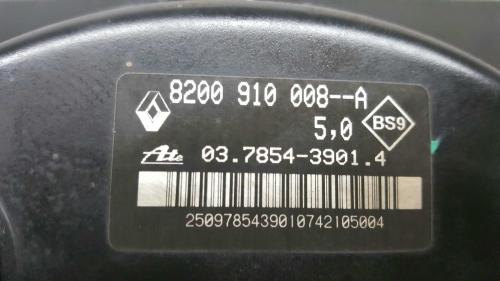 8200 910 008--A
5,0 BS9
Ate 03.7854-3901.4
2509785439010742105004